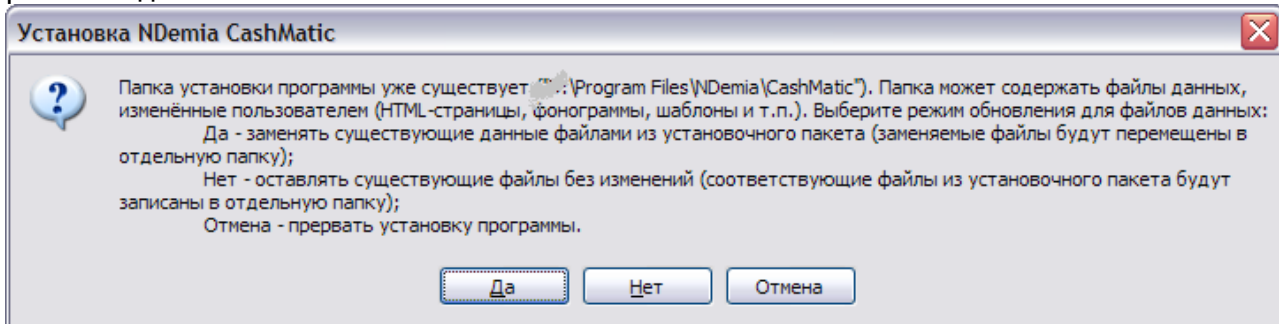 Установка NDemia CashMatic
Папка установки программы уже существует :\Program Files\NDemia\CashMatic"). Папка может содержать файлы данных,
изменённые пользователем (HTML-страницы, фонограммы, шаблоны и т.п.). Выберите режим обновления для файлов данных:
Да - заменять существующие данные файлами из установочного пакета (заменяемые файлы будут перемещены в
отдельную папку);
Нет - оставлять существующие файлы без изменений (соответствующие файлы из установочного пакета будут
записаны в отдельную папку);
Отмена - прервать установку программы.
Да Нет Отмена